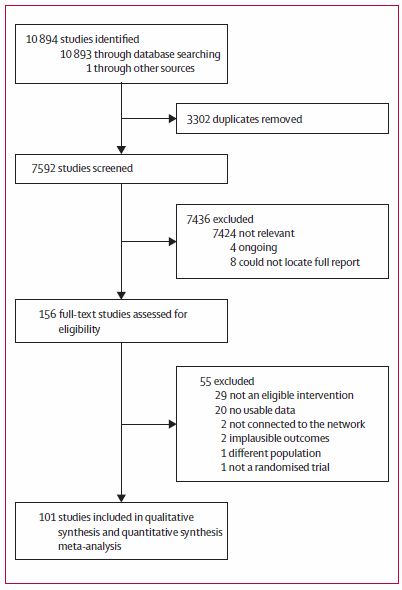 10 894 studies identified
10 893 through database searching
1 through other sources
3302 duplicates removed
7592 studies screened
7436 excluded
7424 not relevant
4 ongoing
8 could not locate full report
156 full-text studies assessed for
eligibility
55 excluded
29 not an eligible intervention
20 no usable data
2 not connected to the network
2 implausible outcomes
1 different population
1 not a randomised trial
101 studies included in qualitative
synthesis and quantitative synthesis
meta-analysis